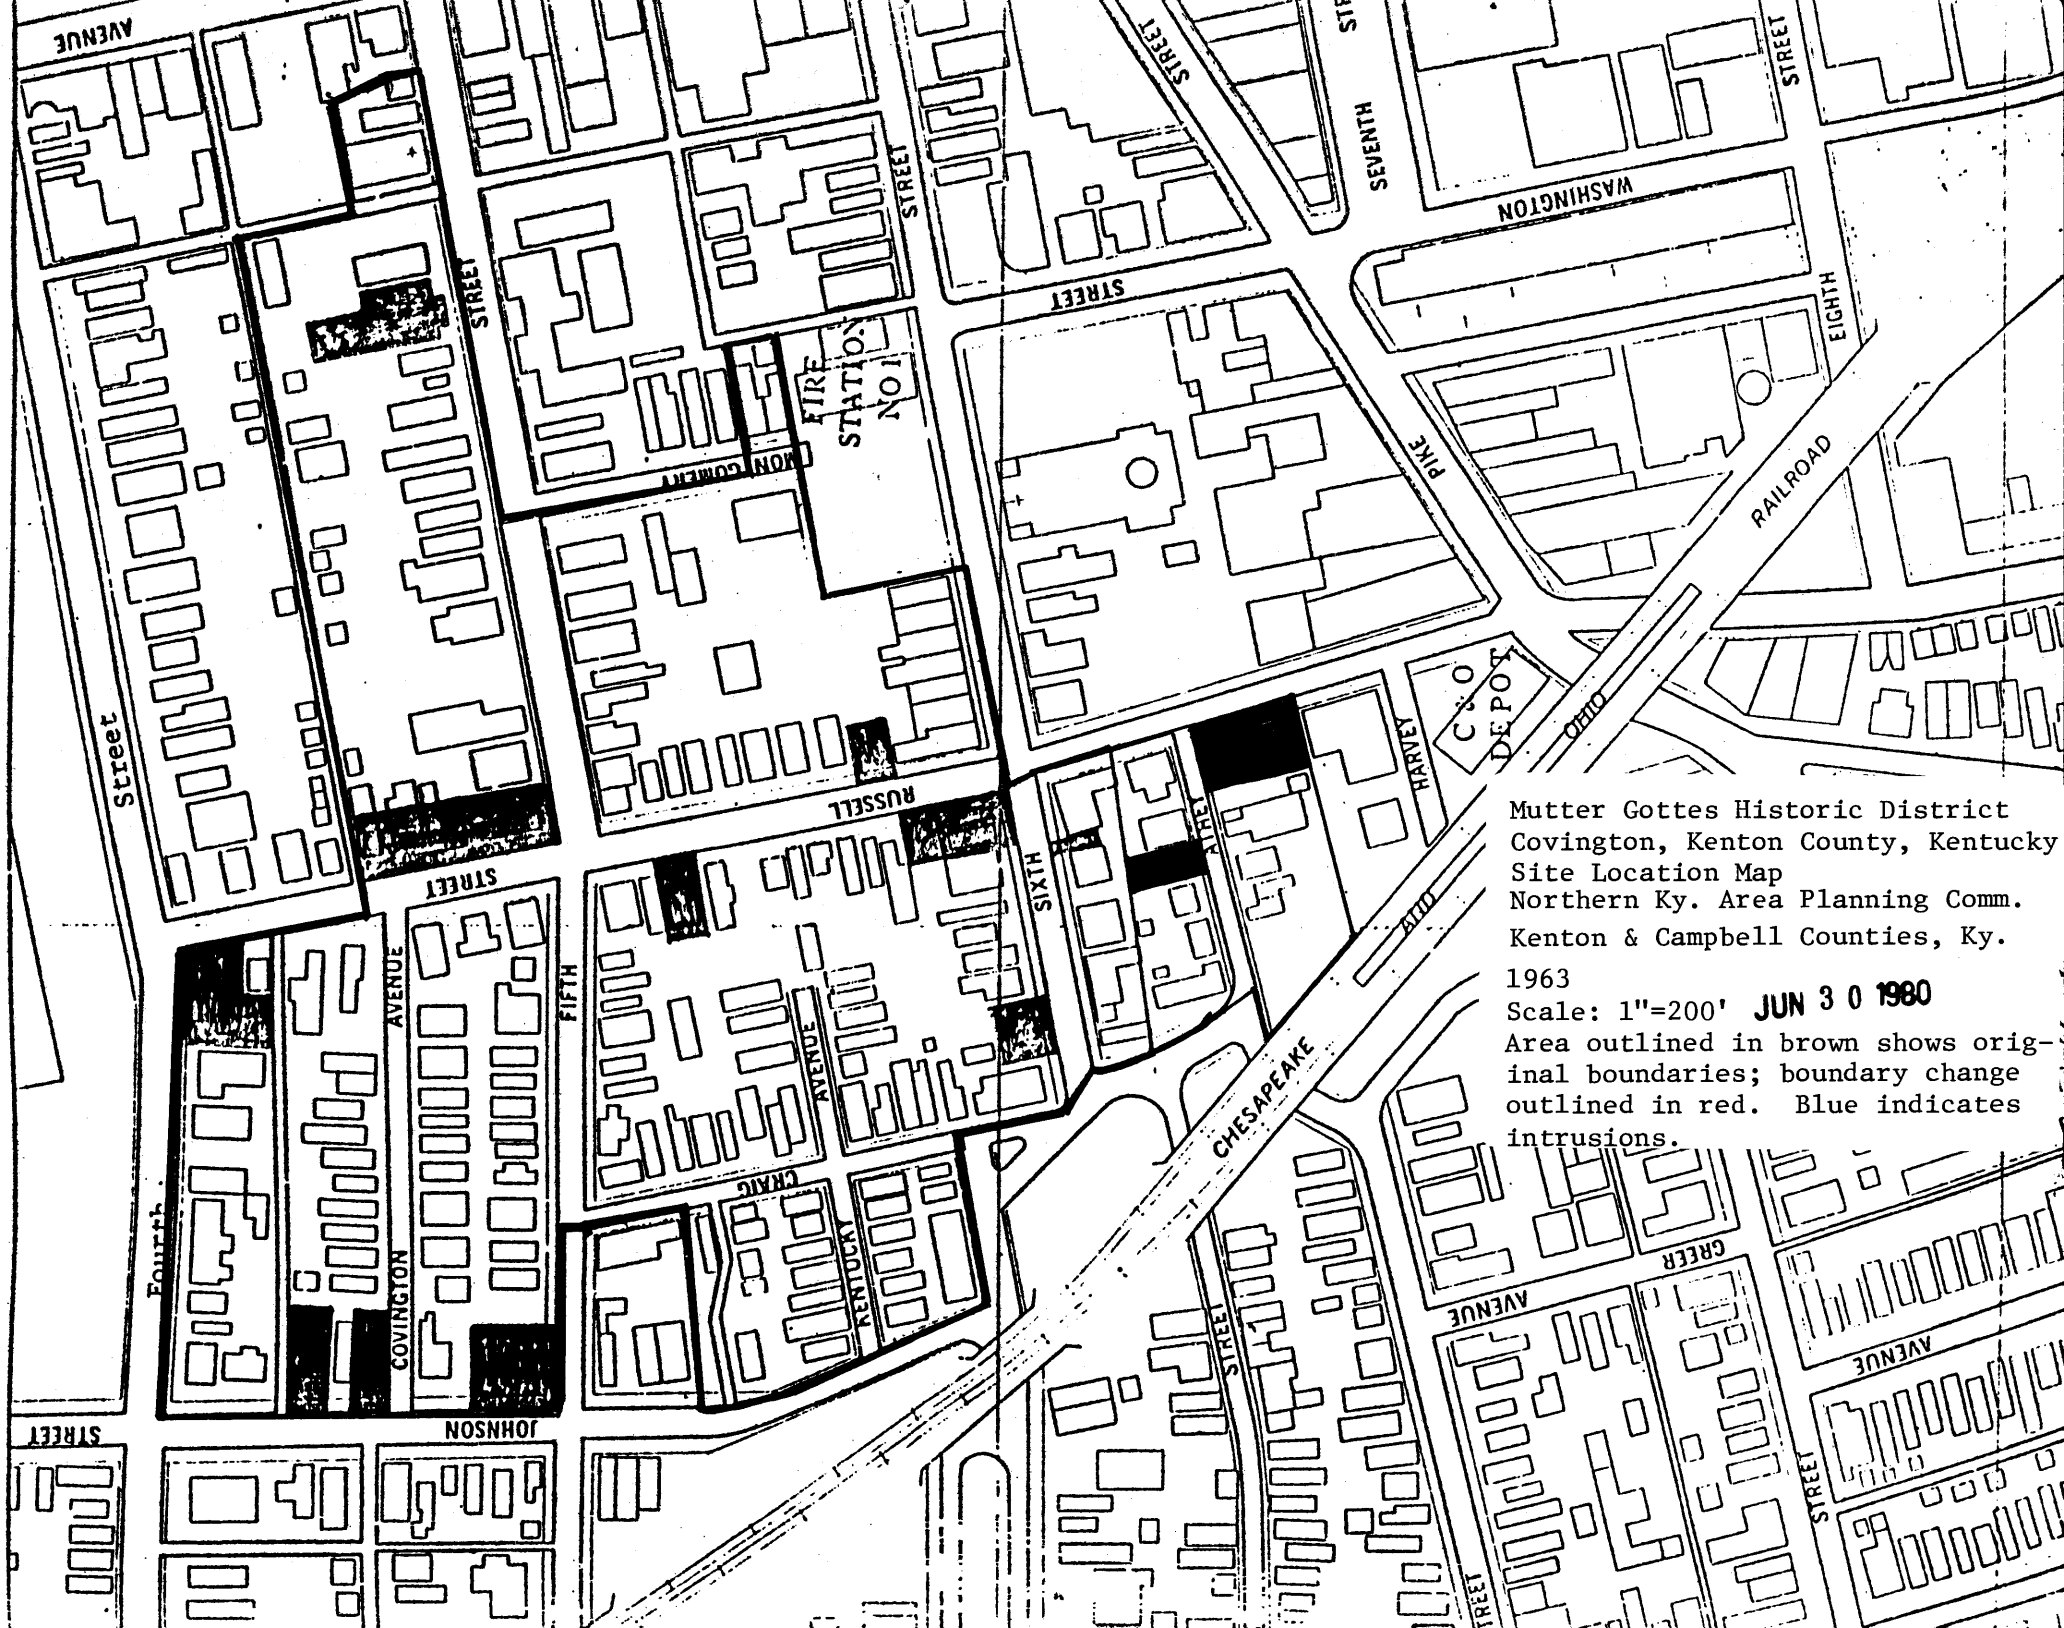 AVENUE
STREET
STREET
STREET
STREET
SEVENTH
WASHINGTON
STREET
EIGHTH
STREET
STREET
FIRE
STATION
NO 1
PIKE
RAILROAD
MONTGOMERY
C & O
DEPOT
OHIO
HARVEY
Street
RUSSELL
STREET
SIXTH
AND
AVENUE
FIFTH
AVENUE
CHESAPEAKE
CRAIG
KENTUCKY
Fourth
COVINGTON
JOHNSON
STREET
STREET
GREER
AVENUE
AVENUE
STREET
Mutter Gottes Historic District
Covington, Kenton County, Kentucky
Site Location Map
Northern Ky. Area Planning Comm.
Kenton & Campbell Counties, Ky.
1963
Scale: 1"=200' JUN 30 1980
Area outlined in brown shows orig-
inal boundaries; boundary change
outlined in red. Blue indicates
intrusions.